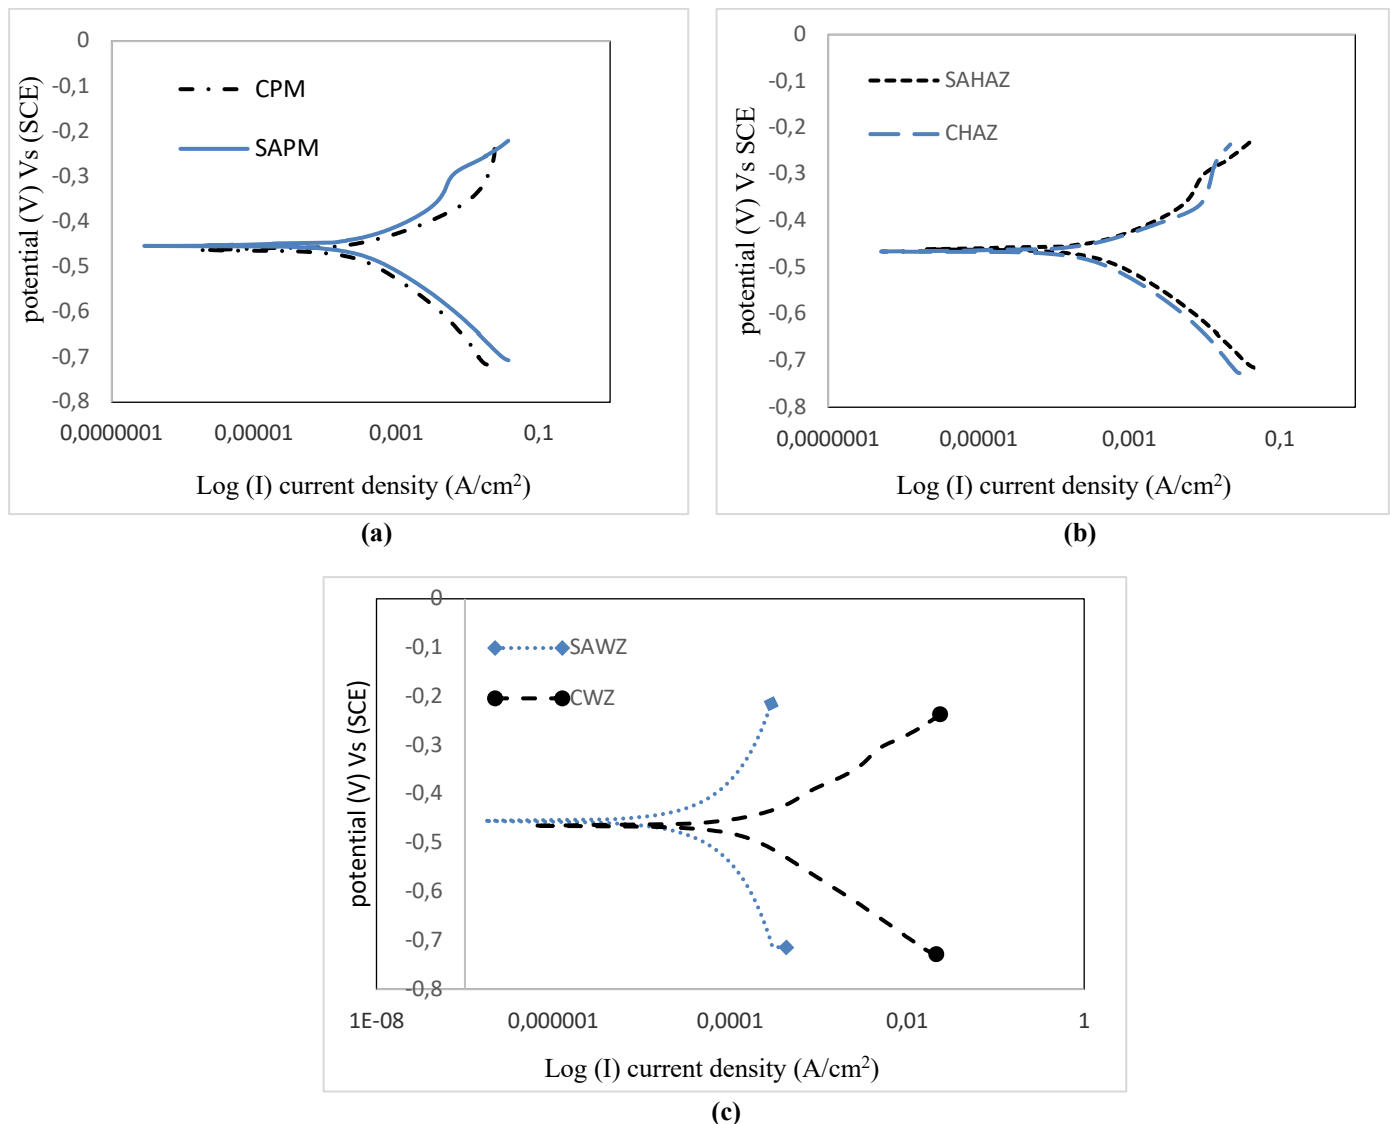 0
-0,1
-0,2
-0,3
-0,4
-0,5
-0,6
-0,7
-0,8
potential (V) Vs (SCE)
CPM
SAPM
0,0000001 0,00001 0,001 0,1
Log (I) current density (A/cm²)
(a)
0
-0,1
-0,2
-0,3
-0,4
-0,5
-0,6
-0,7
-0,8
potential (V) Vs SCE
SAHAZ
CHAZ
0,0000001 0,00001 0,001 0,1
Log (I) current density (A/cm²)
(b)
0
-0,1
-0,2
-0,3
-0,4
-0,5
-0,6
-0,7
-0,8
potential (V) Vs (SCE)
SAWZ
CWZ
1E-08 0,000001 0,0001 0,01 1
Log (I) current density (A/cm²)
(c)